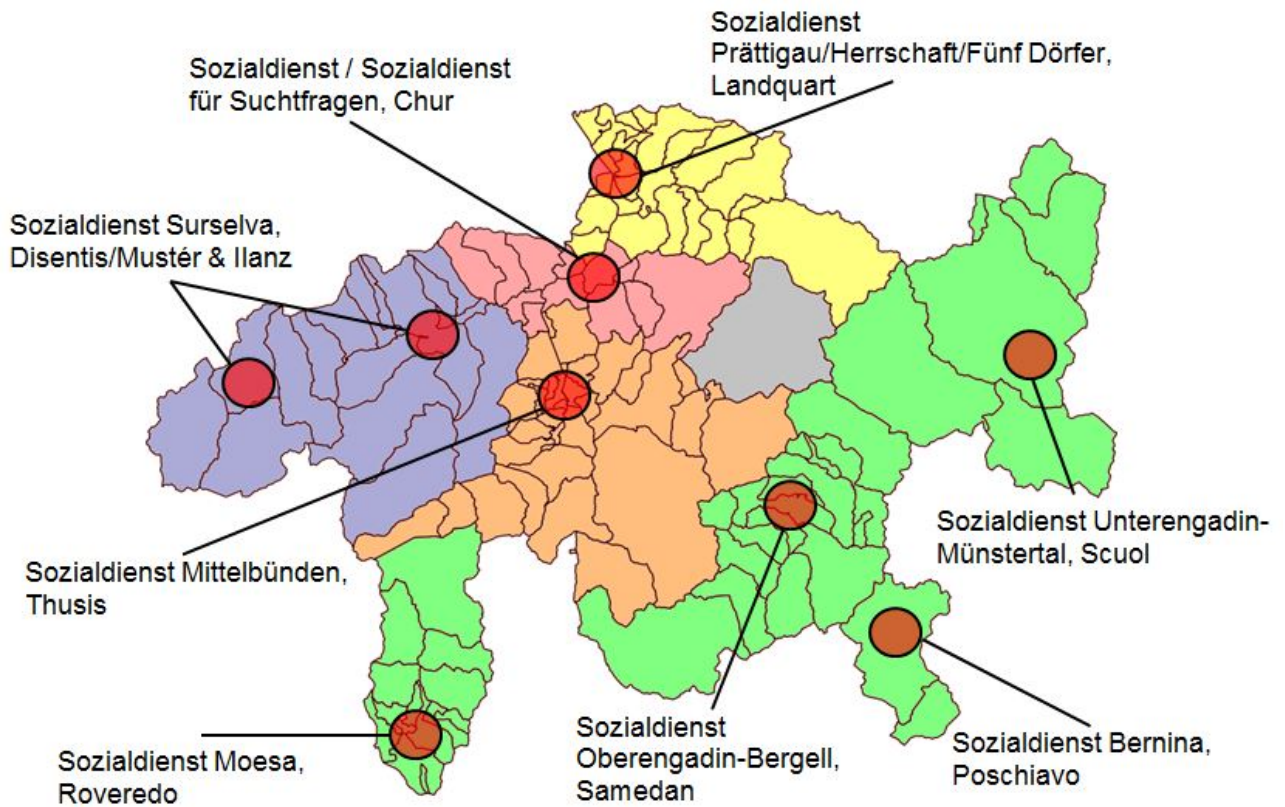 Sozialdienst
Prättigau/Herrschaft/Fünf Dörfer,
Landquart
Sozialdienst / Sozialdienst
für Suchtfragen, Chur
Sozialdienst Surselva,
Disentis/Mustér & Ilanz
Sozialdienst Unterengadin-
Münstertal, Scuol
Sozialdienst Mittelbünden,
Thusis
Sozialdienst
Oberengadin-Bergell,
Samedan
Sozialdienst Bernina,
Poschiavo
Sozialdienst Moesa,
Roveredo